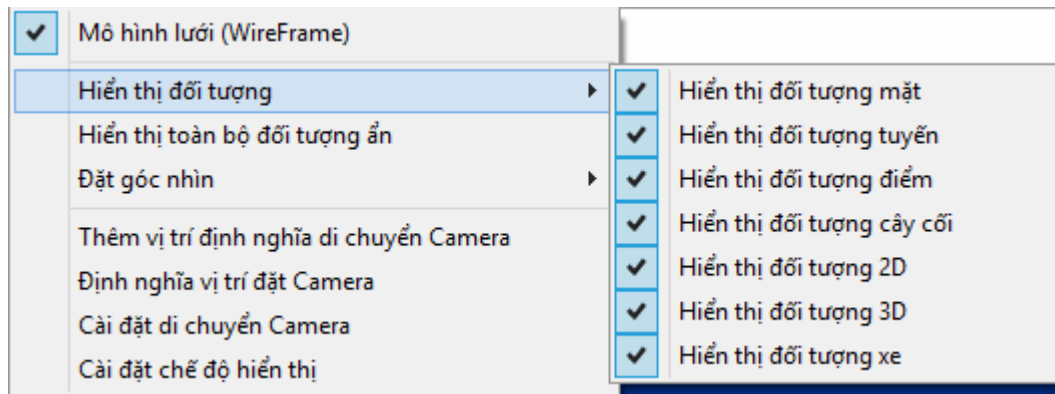 Mô hình lưới (WireFrame)
Hiển thị đối tượng
Hiển thị toàn bộ đối tượng ẩn
Đặt góc nhìn
Thêm vị trí định nghĩa di chuyển Camera
Định nghĩa vị trí đặt Camera
Cài đặt di chuyển Camera
Cài đặt chế độ hiển thị
Hiển thị đối tượng mặt
Hiển thị đối tượng tuyến
Hiển thị đối tượng điểm
Hiển thị đối tượng cây cối
Hiển thị đối tượng 2D
Hiển thị đối tượng 3D
Hiển thị đối tượng xe